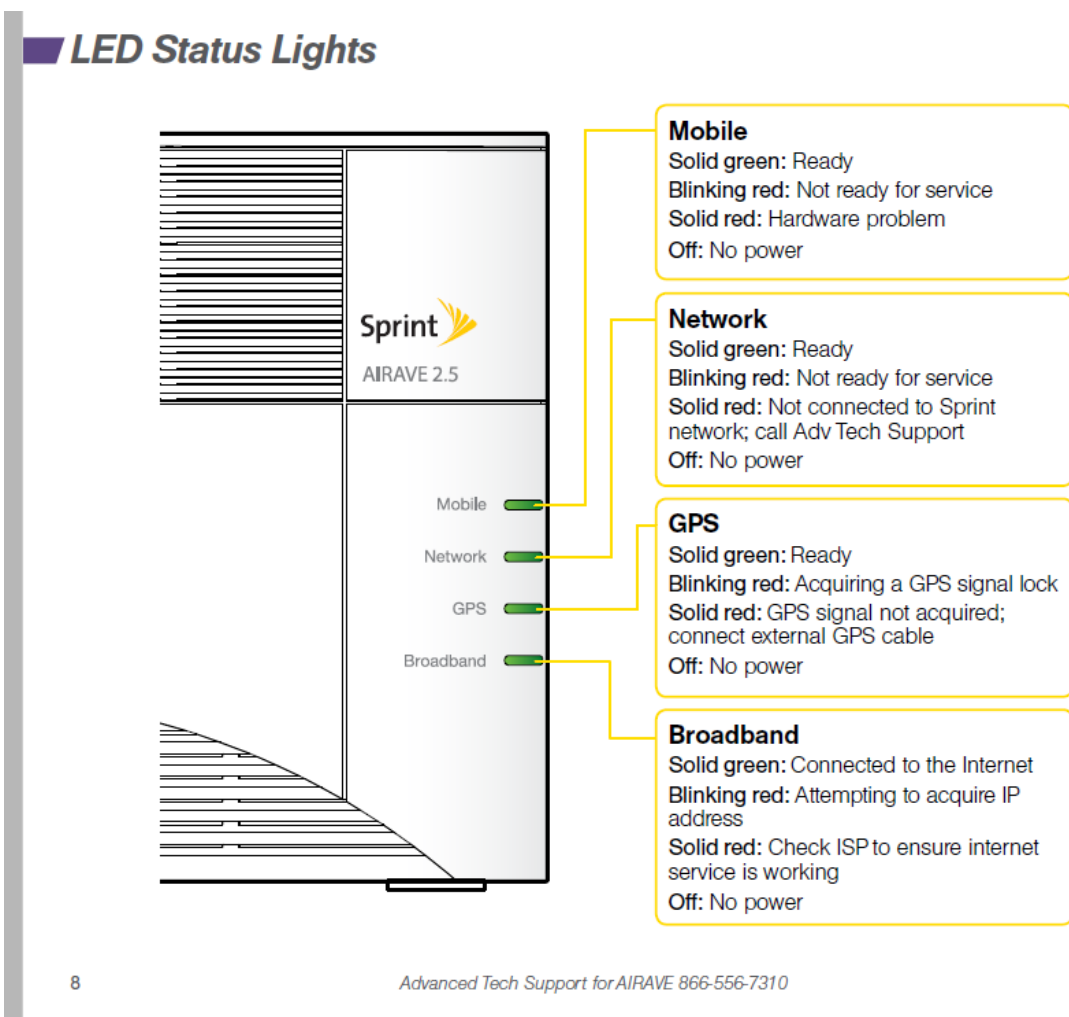 LED Status Lights
Sprint
AIRAVE 2.5
Mobile
Network
GPS
Broadband
Mobile
Solid green: Ready
Blinking red: Not ready for service
Solid red: Hardware problem
Off: No power
Network
Solid green: Ready
Blinking red: Not ready for service
Solid red: Not connected to Sprint
network; call Adv Tech Support
Off: No power
GPS
Solid green: Ready
Blinking red: Acquiring a GPS signal lock
Solid red: GPS signal not acquired;
connect external GPS cable
Off: No power
Broadband
Solid green: Connected to the Internet
Blinking red: Attempting to acquire IP
address
Solid red: Check ISP to ensure internet
service is working
Off: No power
8
Advanced Tech Support for AIRAVE 866-556-7310